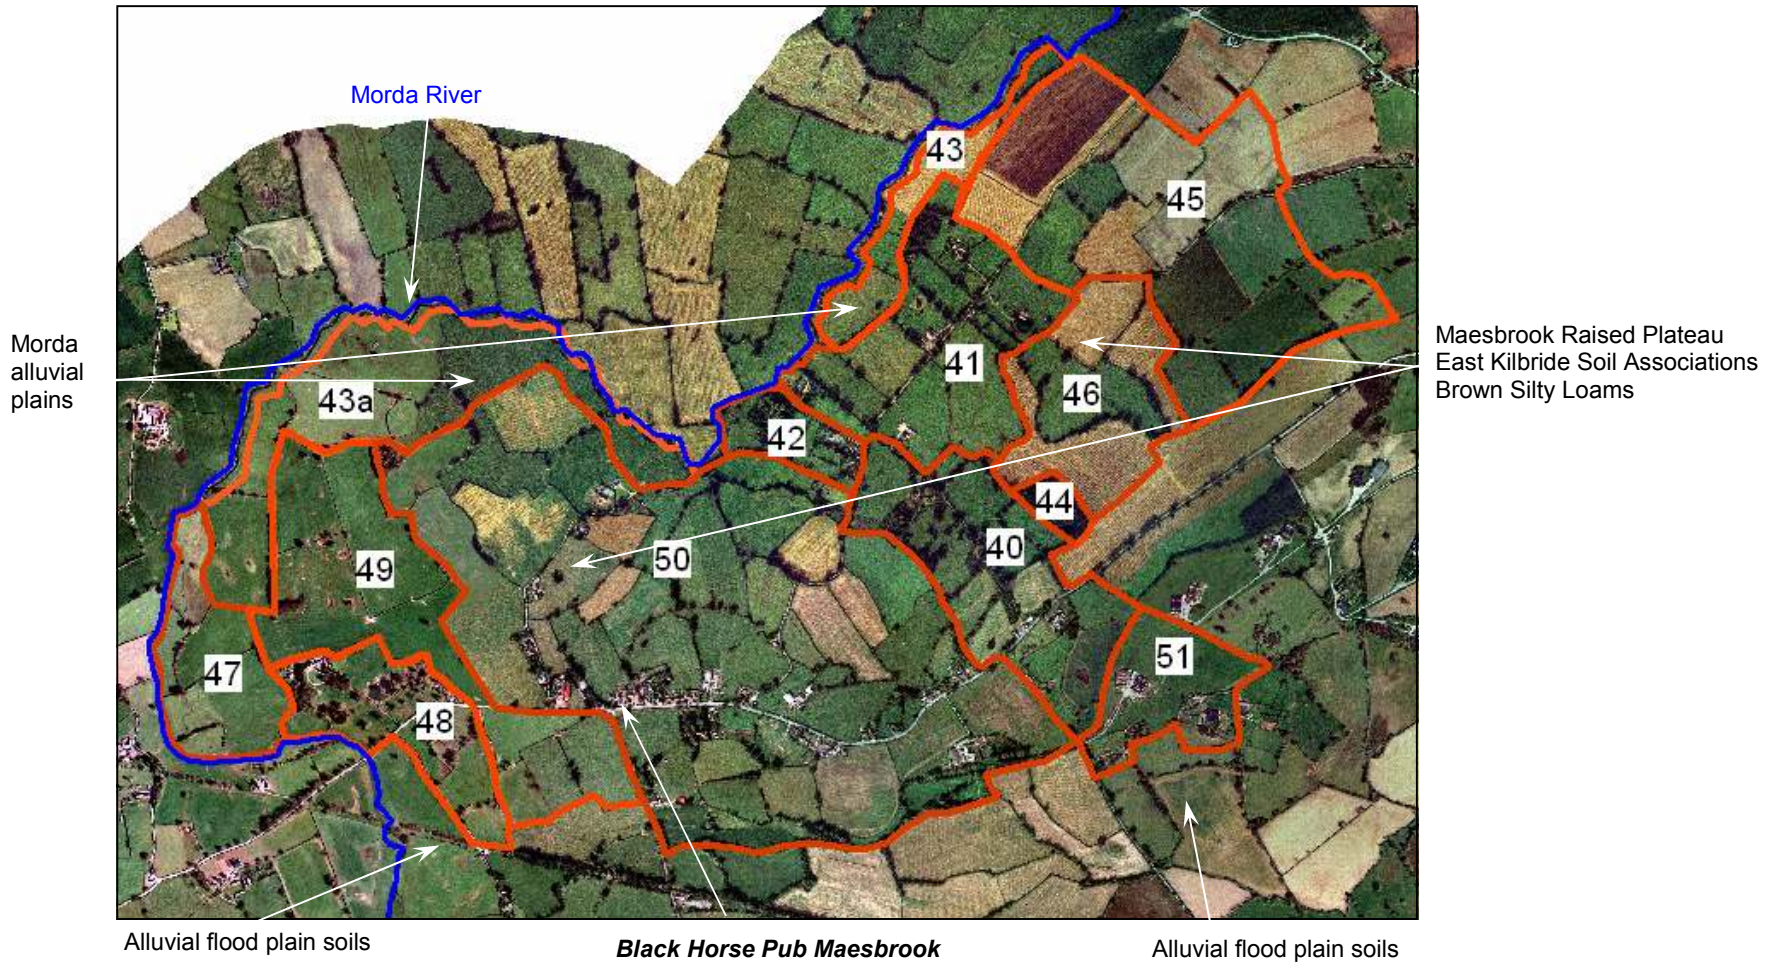 Morda River
43
45
Morda
alluvial
plains
43a
41
46
42
Maesbrook Raised Plateau
East Kilbride Soil Associations
Brown Silty Loams
44
40
49
50
47
51
48
Alluvial flood plain soils
Black Horse Pub Maesbrook
Alluvial flood plain soils